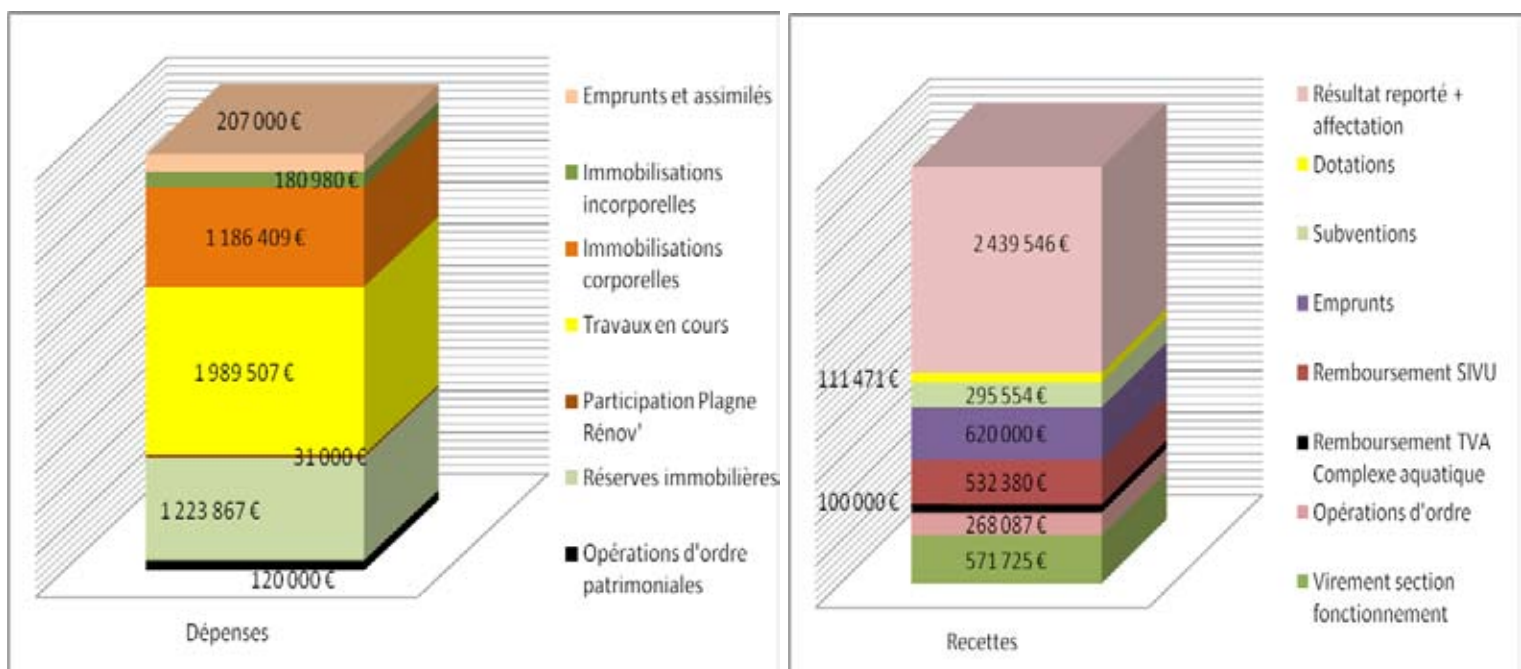 207 000 €
180 980 €
1 186 409 €
1 989 507 €
31 000 €
1 223 867 €
120 000 €
Dépenses
Emprunts et assimilés
Immobilisations
incorporelles
Immobilisations
corporelles
Travaux en cours
Participation Plagne
Rénov'
Réserves immobilières
Opérations d'ordre
patrimoniales
2 439 546 €
111 471 €
295 554 €
620 000 €
532 380 €
100 000 €
268 087 €
571 725 €
Recettes
Résultat reporté +
affectation
Dotations
Subventions
Emprunts
Remboursement SIVU
Remboursement TVA
Complexe aquatique
Opérations d'ordre
Virement section
fonctionnement